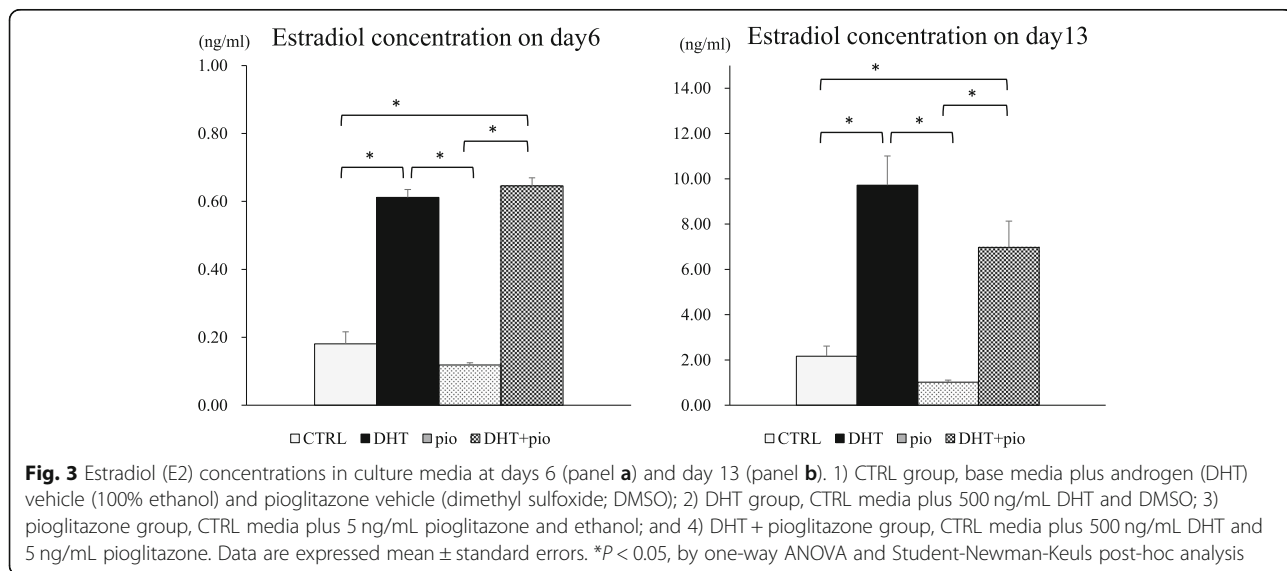 (ng/ml) Estradiol concentration on day6
1.00
0.80
0.60
0.40
0.20
0.00
* * * *
CTRL DHT pio DHT+pio
(ng/ml) Estradiol concentration on day13
14.00
12.00
10.00
8.00
6.00
4.00
2.00
0.00
* * * *
CTRL DHT pio DHT+pio
Fig. 3 Estradiol (E2) concentrations in culture media at days 6 (panel a) and day 13 (panel b). 1) CTRL group, base media plus androgen (DHT)
vehicle (100% ethanol) and pioglitazone vehicle (dimethyl sulfoxide; DMSO); 2) DHT group, CTRL media plus 500 ng/mL DHT and DMSO; 3)
pioglitazone group, CTRL media plus 5 ng/mL pioglitazone and ethanol; and 4) DHT + pioglitazone group, CTRL media plus 500 ng/mL DHT and
5 ng/mL pioglitazone. Data are expressed mean ± standard errors. *P < 0.05, by one-way ANOVA and Student-Newman-Keuls post-hoc analysis